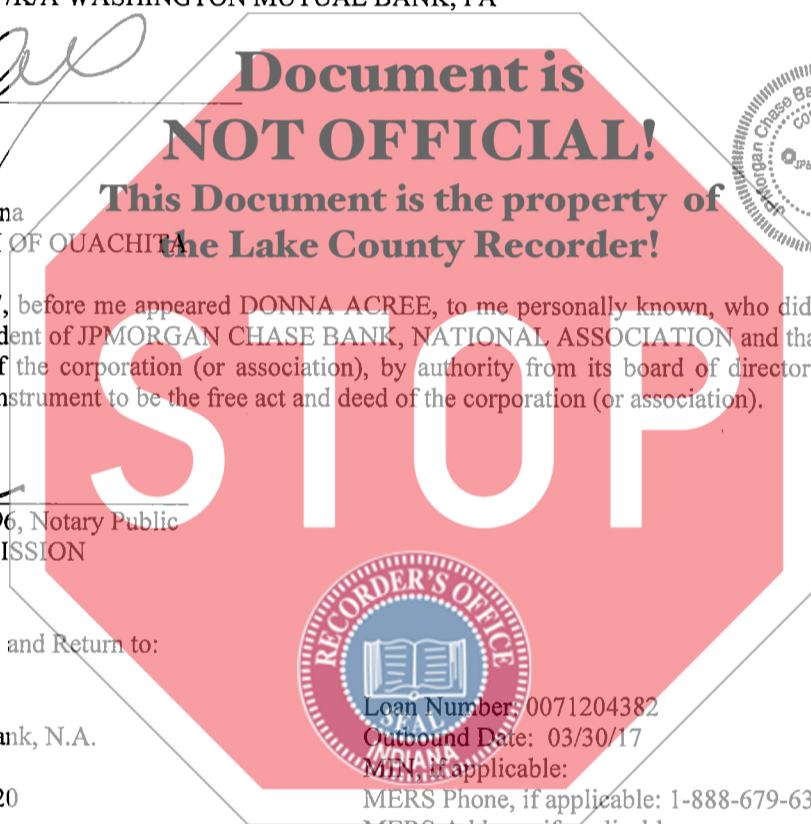 /K/A WASHINGTON MUTUAL BANK, FA
Document is
NOT OFFICIAL!
This Document is the property of
the Lake County Recorder!
JPMorgan Chase Ba
na
OF OUACHITA
, before me appeared DONNA ACREE, to me personally known, who did
dent of JPMORGAN CHASE BANK, NATIONAL ASSOCIATION and tha
f the corporation (or association), by authority from its board of director
nstrument to be the free act and deed of the corporation (or association).
STOP
96, Notary Public
ISSION
RECORDER'S OFFICE
SEAL
INDIANA
and Return to:
Loan Number: 0071204382
ank, N.A.
Outbound Date: 03/30/17
MIN, if applicable:
20
MERS Phone, if applicable: 1-888-679-63